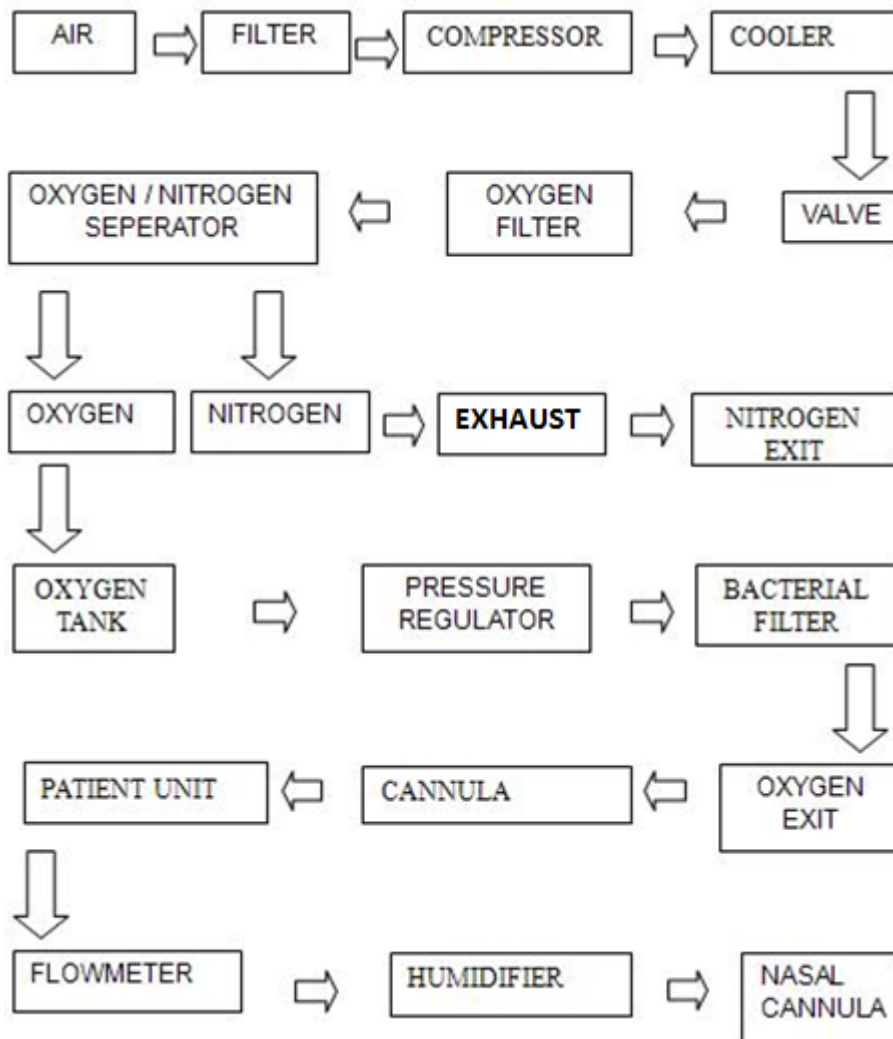 AIR
FILTER
COMPRESSOR
COOLER
OXYGEN / NITROGEN
SEPERATOR
OXYGEN
FILTER
VALVE
OXYGEN
NITROGEN
EXHAUST
NITROGEN
EXIT
OXYGEN
TANK
PRESSURE
REGULATOR
BACTERIAL
FILTER
PATIENT UNIT
CANNULA
OXYGEN
EXIT
FLOWMETER
HUMIDIFIER
NASAL
CANNULA